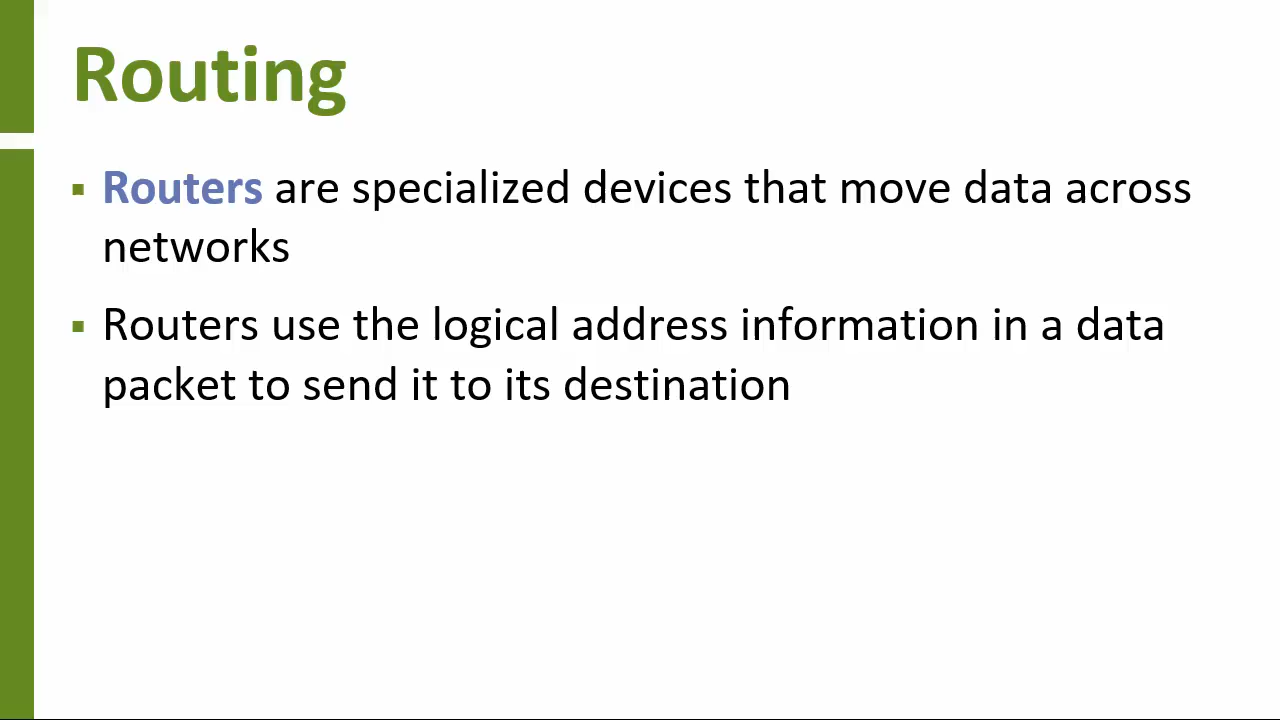 Routing
▪ Routers are specialized devices that move data across
networks
▪ Routers use the logical address information in a data
packet to send it to its destination